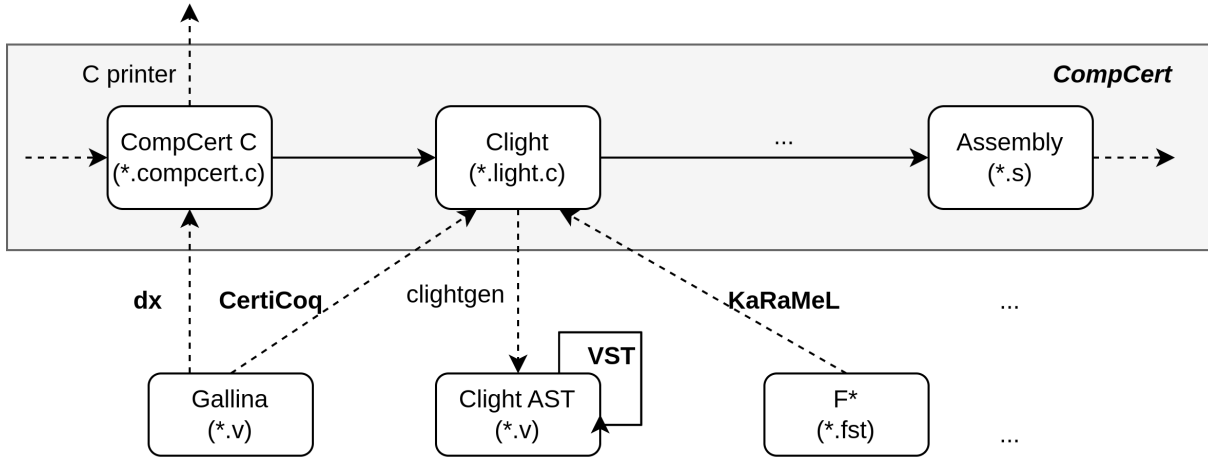 C printer
CompCert
CompCert C
(*.compcert.c)
Clight
(*.light.c)
...
Assembly
(*.s)
dx
CertiCoq
clightgen
KaRaMeL
...
VST
Gallina
(*.v)
Clight AST
(*.v)
F*
(*.fst)
...